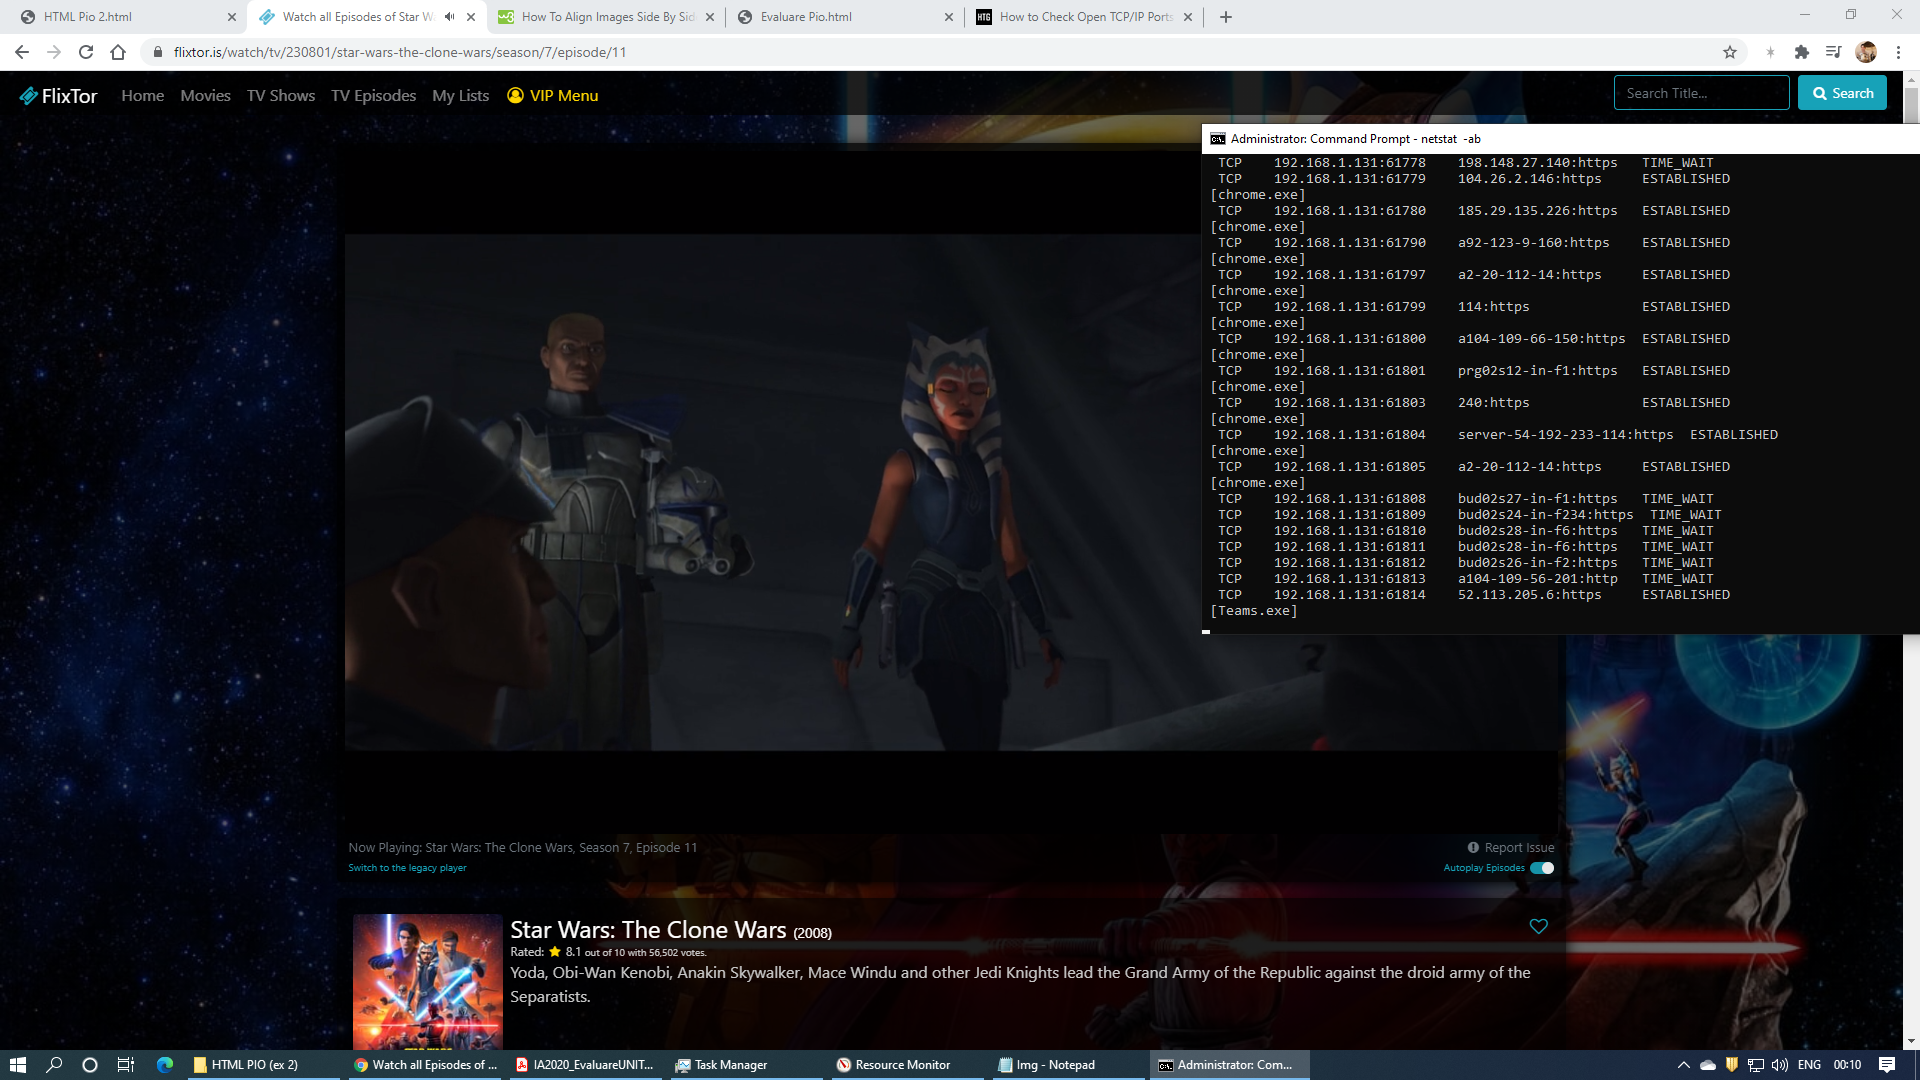 HTML Pio 2.html
Watch all Episodes of Star W
How To Align Images Side By Sid
Evaluare Pio.html
HTG
How to Check Open TCP/IP Ports
flixtor.is/watch/tv/230801/star-wars-the-clone-wars/season/7/episode/11
FlixTor
Home
Movies
TV Shows
TV Episodes
My Lists
VIP Menu
Search Title...
Search
Administrator: Command Prompt - netstat -ab
TCP 192.168.1.131:61778 198.148.27.140:https TIME_WAIT
TCP 192.168.1.131:61779 104.26.2.146:https ESTABLISHED
[chrome.exe]
TCP 192.168.1.131:61780 185.29.135.226:https ESTABLISHED
[chrome.exe]
TCP 192.168.1.131:61790 a92-123-9-160:https ESTABLISHED
[chrome.exe]
TCP 192.168.1.131:61797 a2-20-112-14:https ESTABLISHED
[chrome.exe]
TCP 192.168.1.131:61799 114:https ESTABLISHED
[chrome.exe]
TCP 192.168.1.131:61800 a104-109-66-150:https ESTABLISHED
[chrome.exe]
TCP 192.168.1.131:61801 prg02s12-in-f1:https ESTABLISHED
[chrome.exe]
TCP 192.168.1.131:61803 240:https ESTABLISHED
[chrome.exe]
TCP 192.168.1.131:61804 server-54-192-233-114:https ESTABLISHED
[chrome.exe]
TCP 192.168.1.131:61805 a2-20-112-14:https ESTABLISHED
[chrome.exe]
TCP 192.168.1.131:61808 bud02s27-in-f1:https TIME_WAIT
TCP 192.168.1.131:61809 bud02s24-in-f234:https TIME_WAIT
TCP 192.168.1.131:61810 bud02s28-in-f6:https TIME_WAIT
TCP 192.168.1.131:61811 bud02s28-in-f6:https TIME_WAIT
TCP 192.168.1.131:61812 bud02s26-in-f2:https TIME_WAIT
TCP 192.168.1.131:61813 a104-109-56-201:http TIME_WAIT
TCP 192.168.1.131:61814 52.113.205.6:https ESTABLISHED
[Teams.exe]
Now Playing: Star Wars: The Clone Wars, Season 7, Episode 11
Report Issue
Switch to the legacy player
Autoplay Episodes
Star Wars: The Clone Wars (2008)
Rated: 8.1 out of 10 with 56,502 votes.
Yoda, Obi-Wan Kenobi, Anakin Skywalker, Mace Windu and other Jedi Knights lead the Grand Army of the Republic against the droid army of the
Separatists.
HTML PIO (ex 2)
Watch all Episodes of ...
IA2020_EvaluareUNIT...
Task Manager
Resource Monitor
Img - Notepad
Administrator: Com...
ENG
00:10